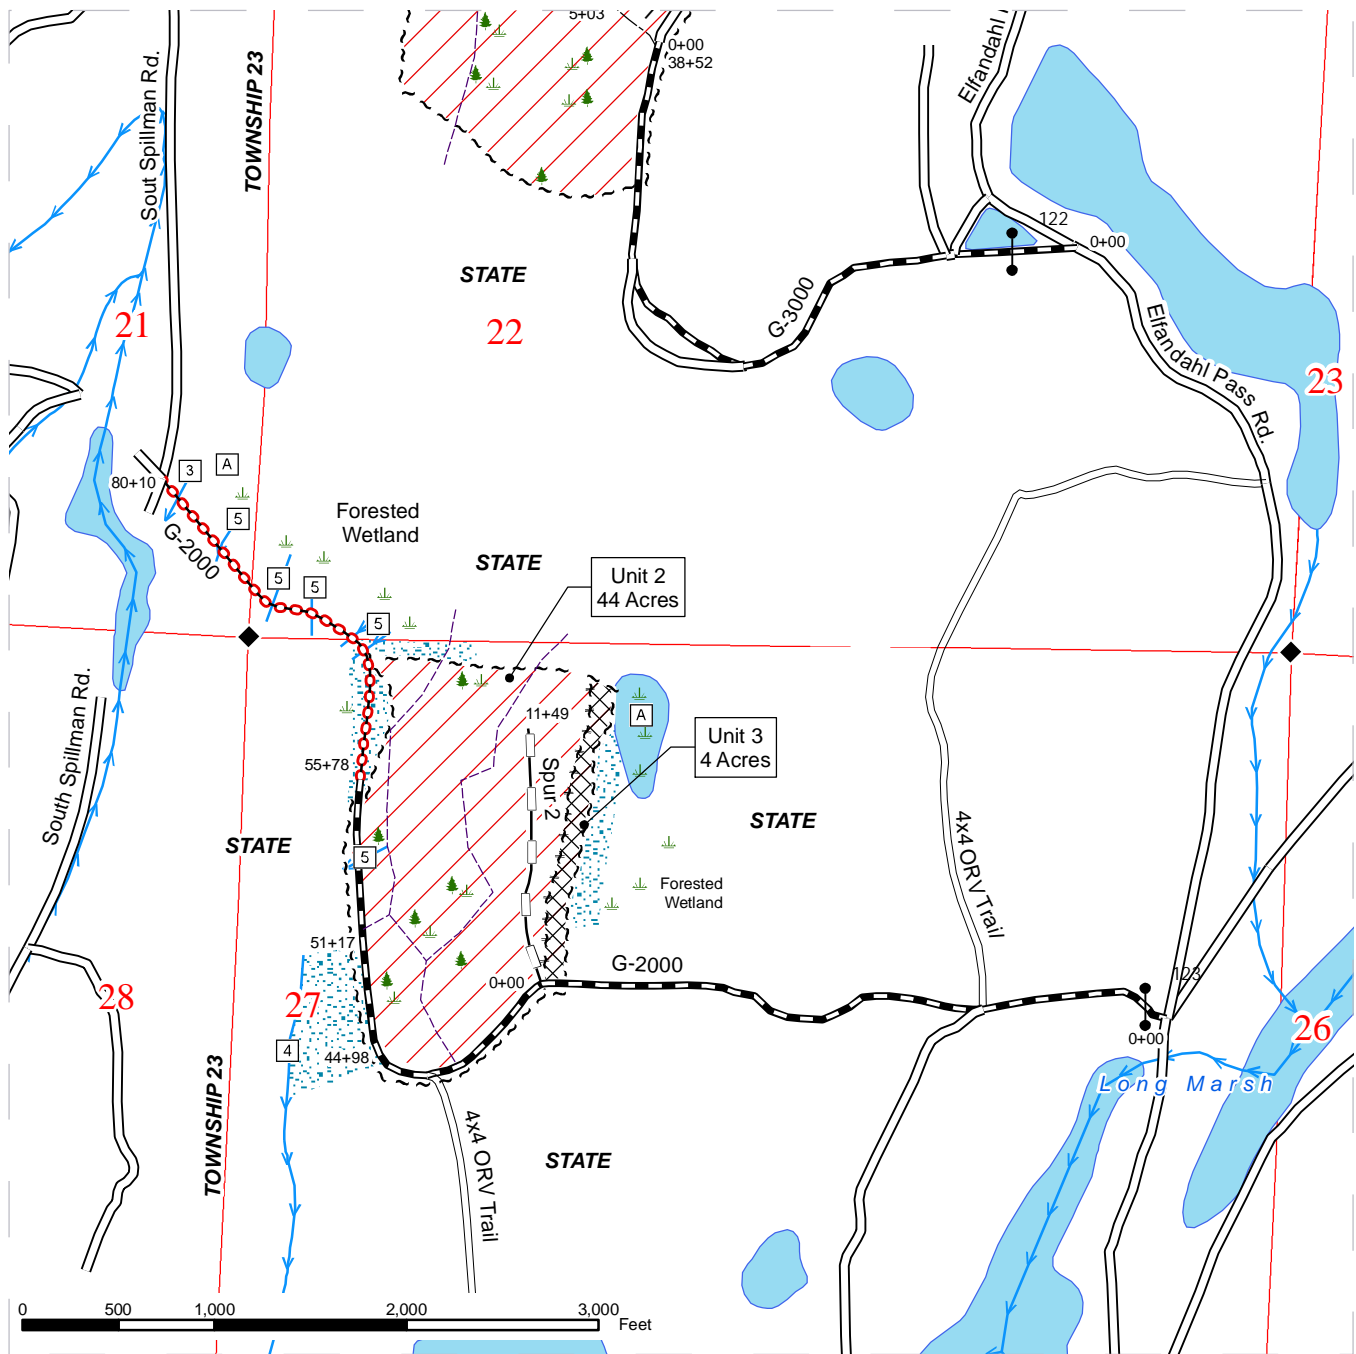 5+03
0+00
38+52
Elfandahl
Sout Spillman Rd.
TOWNSHIP 23
122
0+00
STATE
22
21
G-3000
Elfandahl Pass Rd.
23
3
A
80+10
5
G-2000
Forested
Wetland
STATE
5
5
Unit 2
44 Acres
5
South Spillman Rd.
11+49
A
Unit 3
4 Acres
55+78
Spur 2
STATE
STATE
5
4x4 ORV Trail
Forested
Wetland
51+17
G-2000
0+00
123
28
27
26
4
44+98
0+00
Long Marsh
TOWNSHIP 23
4x4 ORV Trail
STATE
0 500 1,000 2,000 3,000
Feet